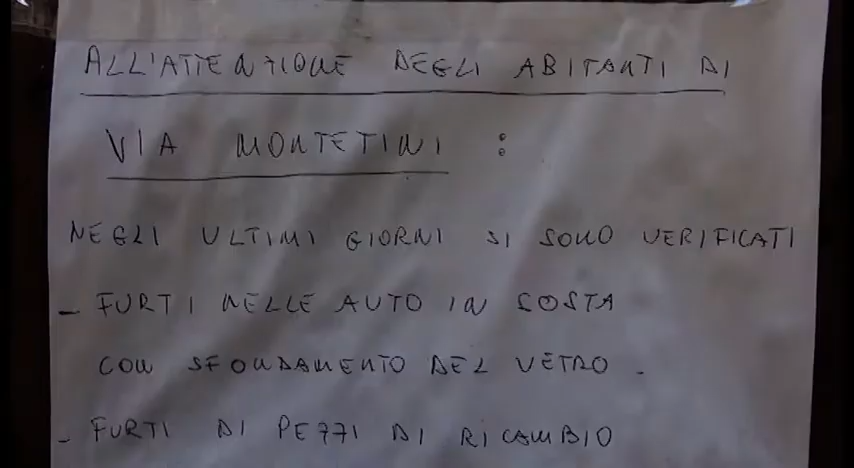 ALL'ATTENZIONE DEGLI ABITANTI DI
VIA MONTETINI :
NEGLI ULTIMI GIORNI SI SONO VERIFICATI
- FURTI NELLE AUTO IN SOSTA
CON SFONDAMENTO DEL VETRO .
- FURTI DI PEZZI DI RICAMBIO